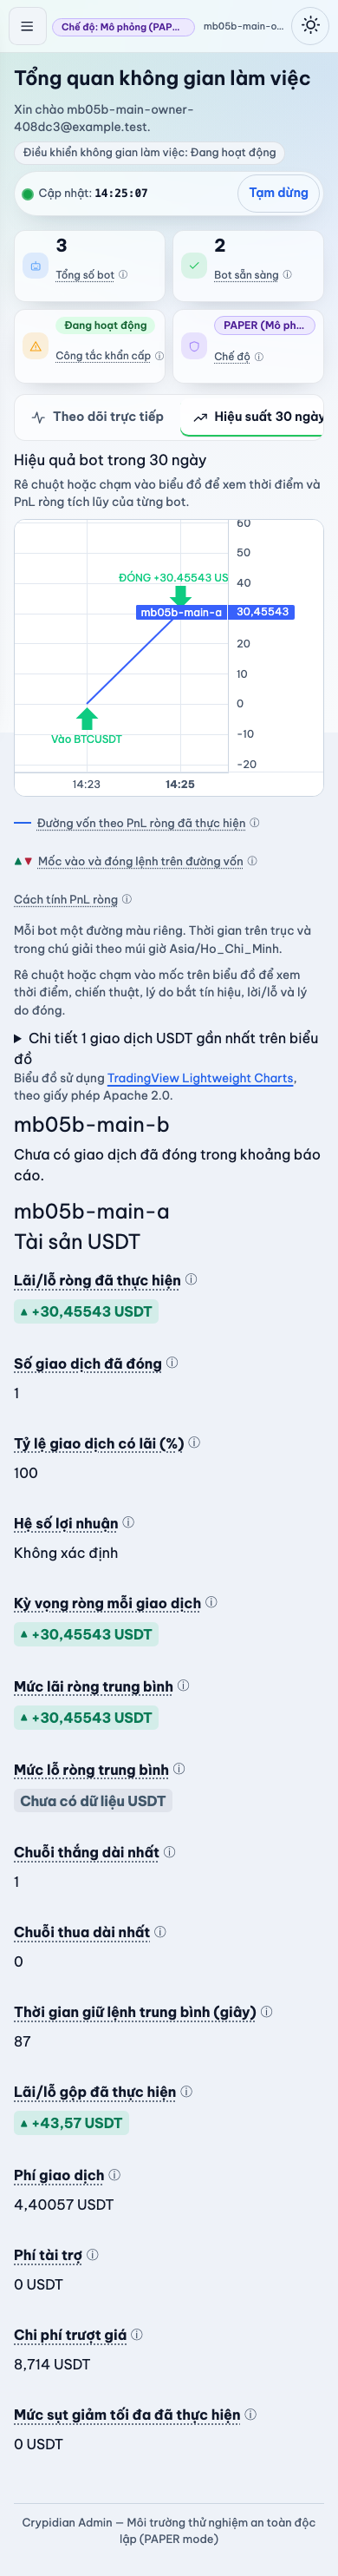 Chế độ: Mô phỏng (PAP...
mb05b-main-o...
Tổng quan không gian làm việc
Xin chào mb05b-main-owner-
408dc3@example.test.
Điều khiển không gian làm việc: Đang hoạt động
Cập nhật: 14:25:07
Tạm dừng
3
Tổng số bot ⓘ
2
Bot sẵn sàng ⓘ
Đang hoạt động
Công tắc khẩn cấp ⓘ
PAPER (Mô ph...
Chế độ ⓘ
Theo dõi trực tiếp
Hiệu suất 30 ngày
Hiệu quả bot trong 30 ngày
Rê chuột hoặc chạm vào biểu đồ để xem thời điểm và
PnL ròng tích lũy của từng bot.
60
50
ĐÓNG +30.45543 US
40
mb05b-main-a
30,45543
20
10
0
Vào BTCUSDT
-10
-20
14:23
14:25
Đường vốn theo PnL ròng đã thực hiện ⓘ
▲▼ Mốc vào và đóng lệnh trên đường vốn ⓘ
Cách tính PnL ròng ⓘ
Mỗi bot một đường màu riêng. Thời gian trên trục và
trong chú giải theo múi giờ Asia/Ho_Chi_Minh.
Rê chuột hoặc chạm vào mốc trên biểu đồ để xem
thời điểm, chiến thuật, lý do bắt tín hiệu, lời/lỗ và lý
do đóng.
▶ Chi tiết 1 giao dịch USDT gần nhất trên biểu
đồ
Biểu đồ sử dụng TradingView Lightweight Charts,
theo giấy phép Apache 2.0.
mb05b-main-b
Chưa có giao dịch đã đóng trong khoảng báo
cáo.
mb05b-main-a
Tài sản USDT
Lãi/lỗ ròng đã thực hiện ⓘ
▲ +30,45543 USDT
Số giao dịch đã đóng ⓘ
1
Tỷ lệ giao dịch có lãi (%) ⓘ
100
Hệ số lợi nhuận ⓘ
Không xác định
Kỳ vọng ròng mỗi giao dịch ⓘ
▲ +30,45543 USDT
Mức lãi ròng trung bình ⓘ
▲ +30,45543 USDT
Mức lỗ ròng trung bình ⓘ
Chưa có dữ liệu USDT
Chuỗi thắng dài nhất ⓘ
1
Chuỗi thua dài nhất ⓘ
0
Thời gian giữ lệnh trung bình (giây) ⓘ
87
Lãi/lỗ gộp đã thực hiện ⓘ
▲ +43,57 USDT
Phí giao dịch ⓘ
4,40057 USDT
Phí tài trợ ⓘ
0 USDT
Chi phí trượt giá ⓘ
8,714 USDT
Mức sụt giảm tối đa đã thực hiện ⓘ
0 USDT
Crypidian Admin — Môi trường thử nghiệm an toàn độc
lập (PAPER mode)